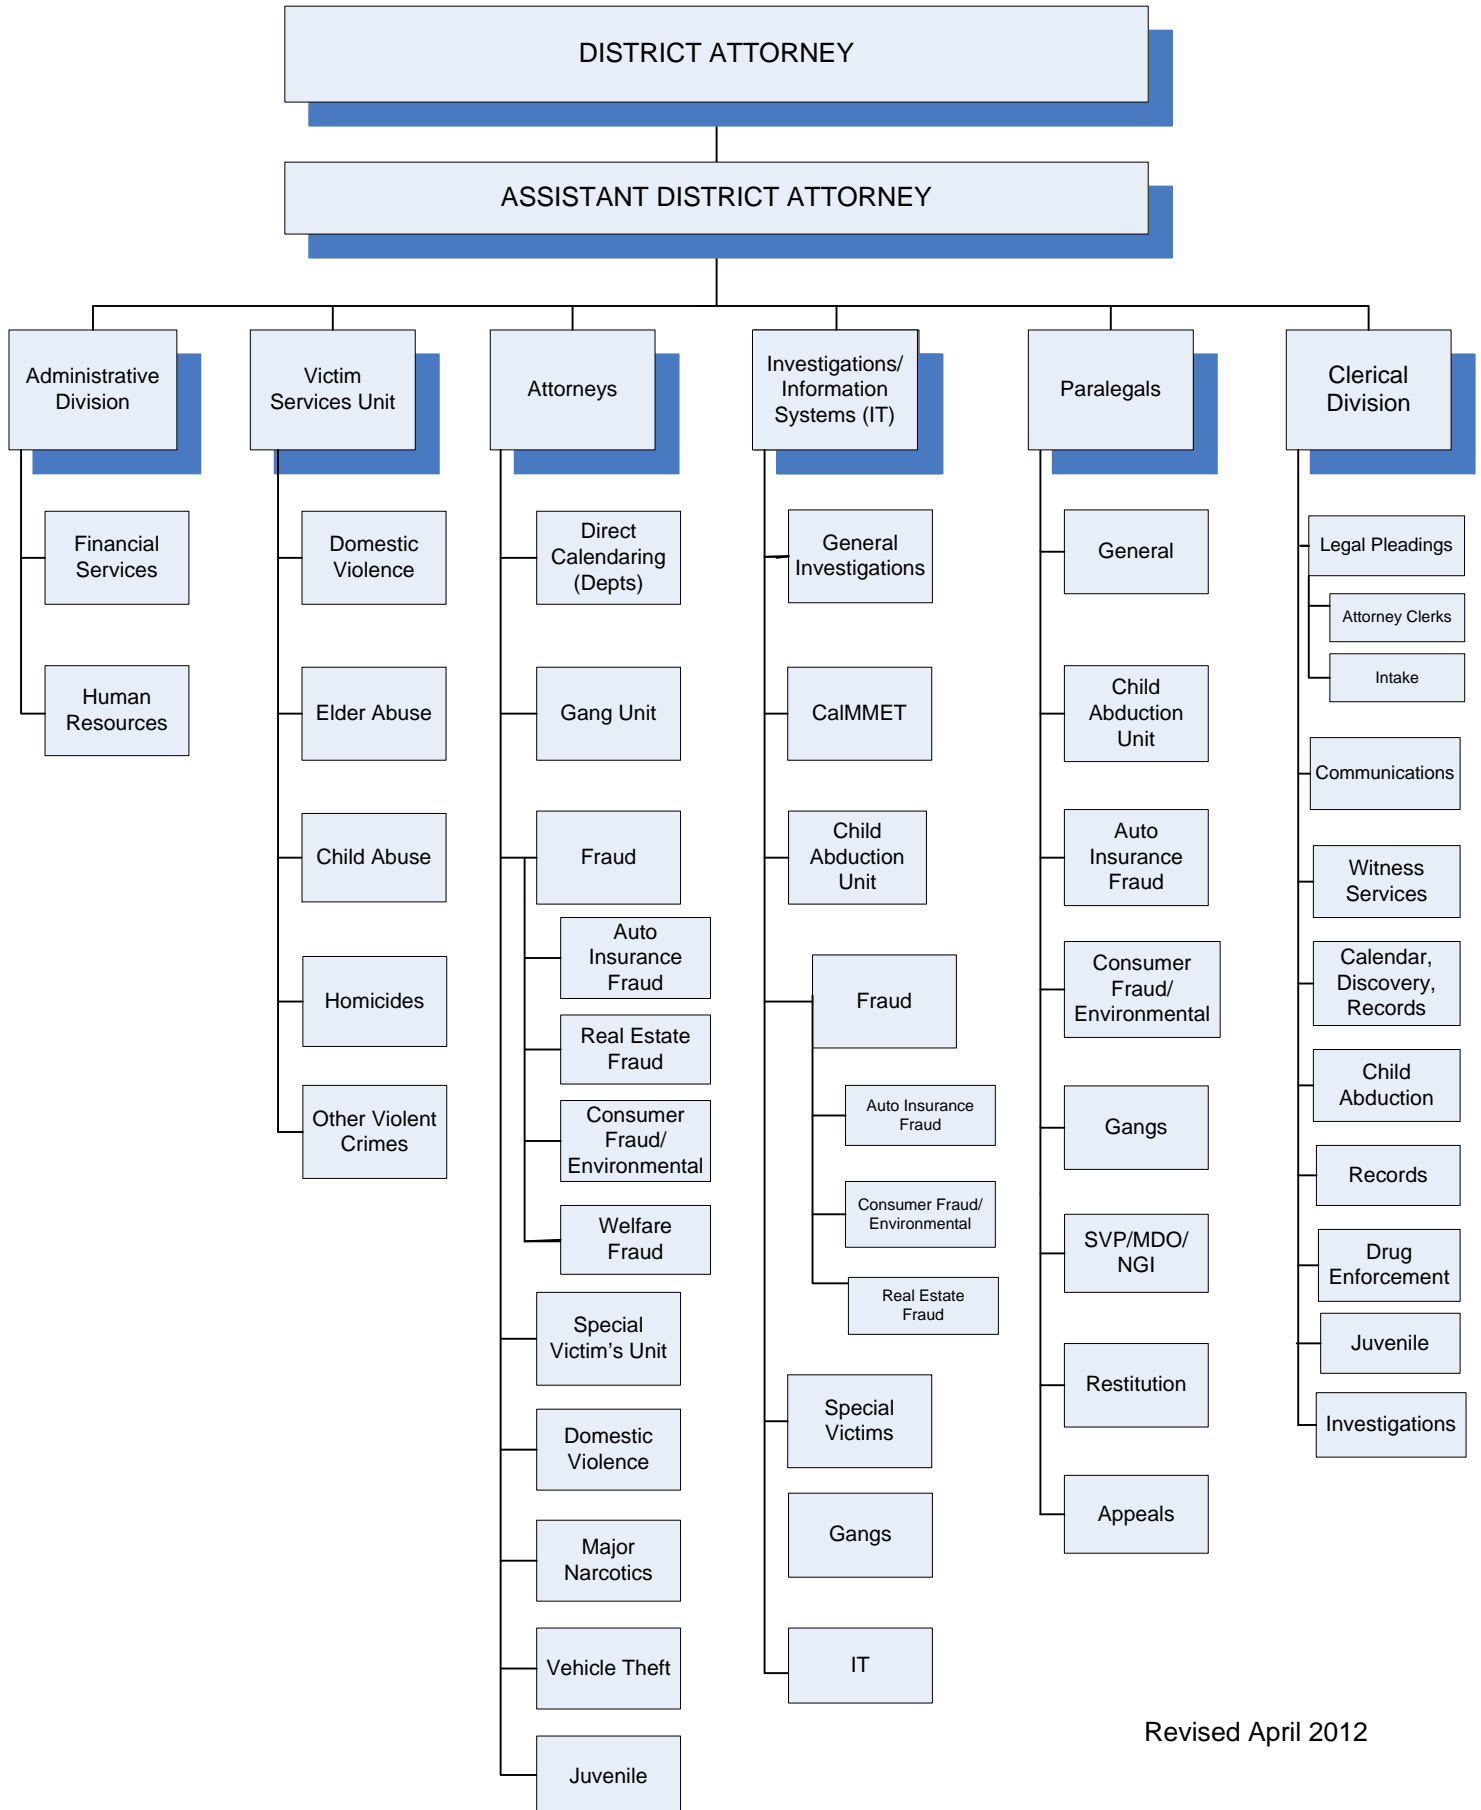 DISTRICT ATTORNEY
ASSISTANT DISTRICT ATTORNEY
Administrative
Division
Financial
Services
Human
Resources
Victim
Services Unit
Domestic
Violence
Elder Abuse
Child Abuse
Homicides
Other Violent
Crimes
Attorneys
Direct
Calendaring
(Depts)
Gang Unit
Fraud
Auto
Insurance
Fraud
Real Estate
Fraud
Consumer
Fraud/
Environmental
Welfare
Fraud
Special
Victim’s Unit
Domestic
Violence
Major
Narcotics
Vehicle Theft
Juvenile
Investigations/
Information
Systems (IT)
General
Investigations
CalMMET
Child
Abduction
Unit
Fraud
Auto Insurance
Fraud
Consumer Fraud/
Environmental
Real Estate
Fraud
Special
Victims
Gangs
IT
Paralegals
General
Child
Abduction
Unit
Auto
Insurance
Fraud
Consumer
Fraud/
Environmental
Gangs
SVP/MDO/
NGI
Restitution
Appeals
Clerical
Division
Legal Pleadings
Attorney Clerks
Intake
Communications
Witness
Services
Calendar,
Discovery,
Records
Child
Abduction
Records
Drug
Enforcement
Juvenile
Investigations
Revised April 2012